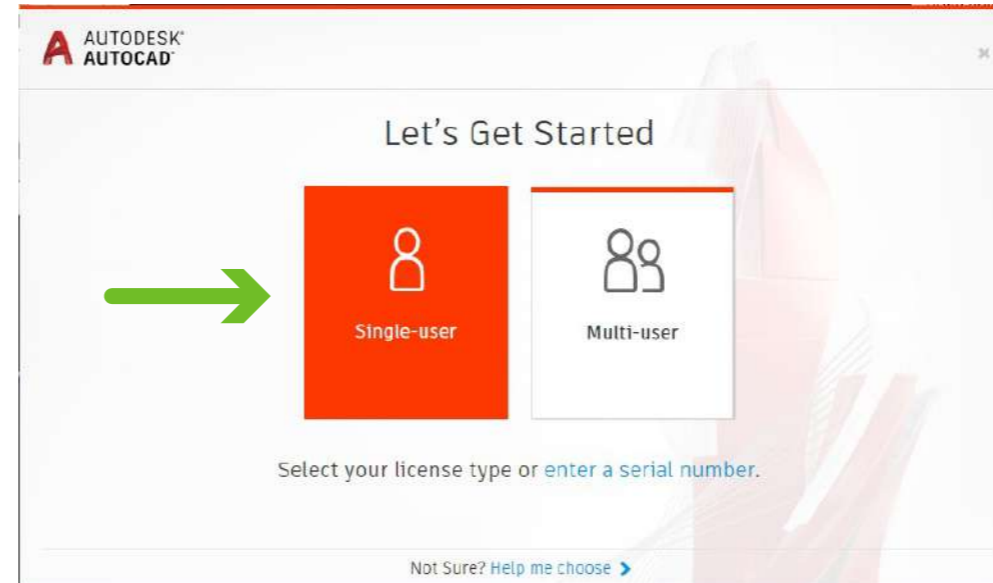 AUTODESK®
AUTOCAD®
Let's Get Started
Single-user
Multi-user
Select your license type or enter a serial number.
Not Sure? Help me choose